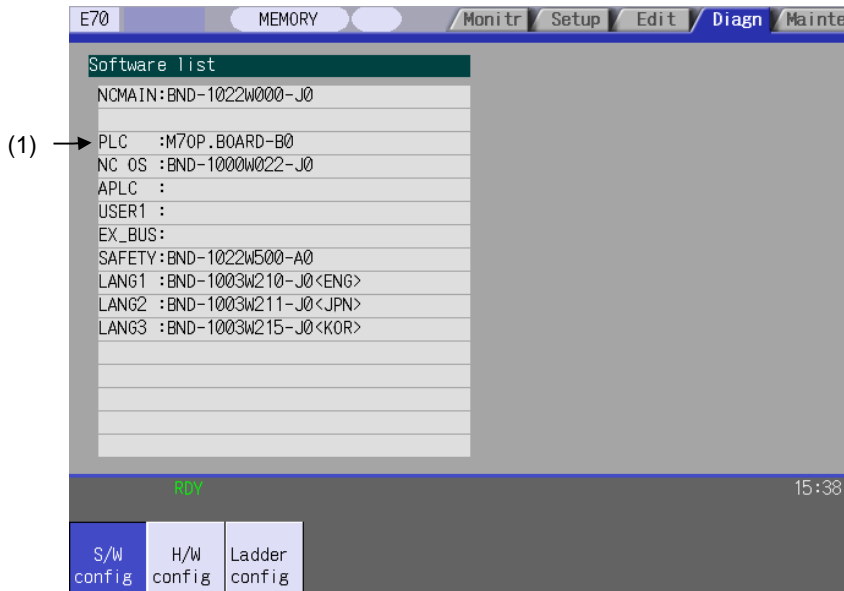 E70 MEMORY Monitr Setup Edit Diagn Mainte
Software list
NCMAIN:BND-1022W000-J0
(1) PLC :M70P.BOARD-B0
NC OS :BND-1000W022-J0
APLC :
USER1 :
EX_BUS:
SAFETY:BND-1022W500-A0
LANG1 :BND-1003W210-J0<ENG>
LANG2 :BND-1003W211-J0<JPN>
LANG3 :BND-1003W215-J0<KOR>
RDY 15:38
S/W config H/W config Ladder config